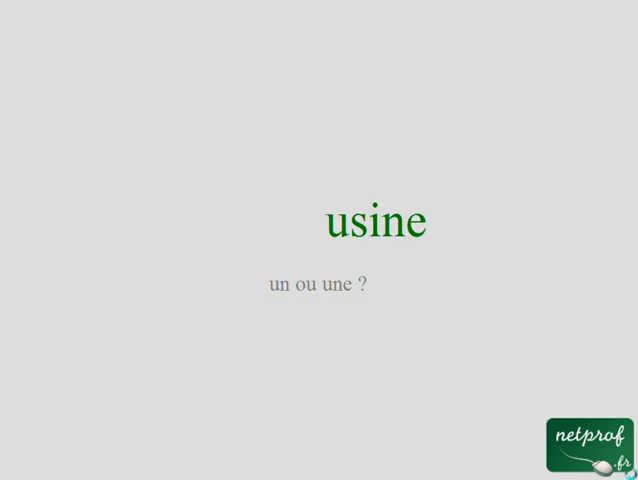 usine
un ou une ?
netprof
.fr